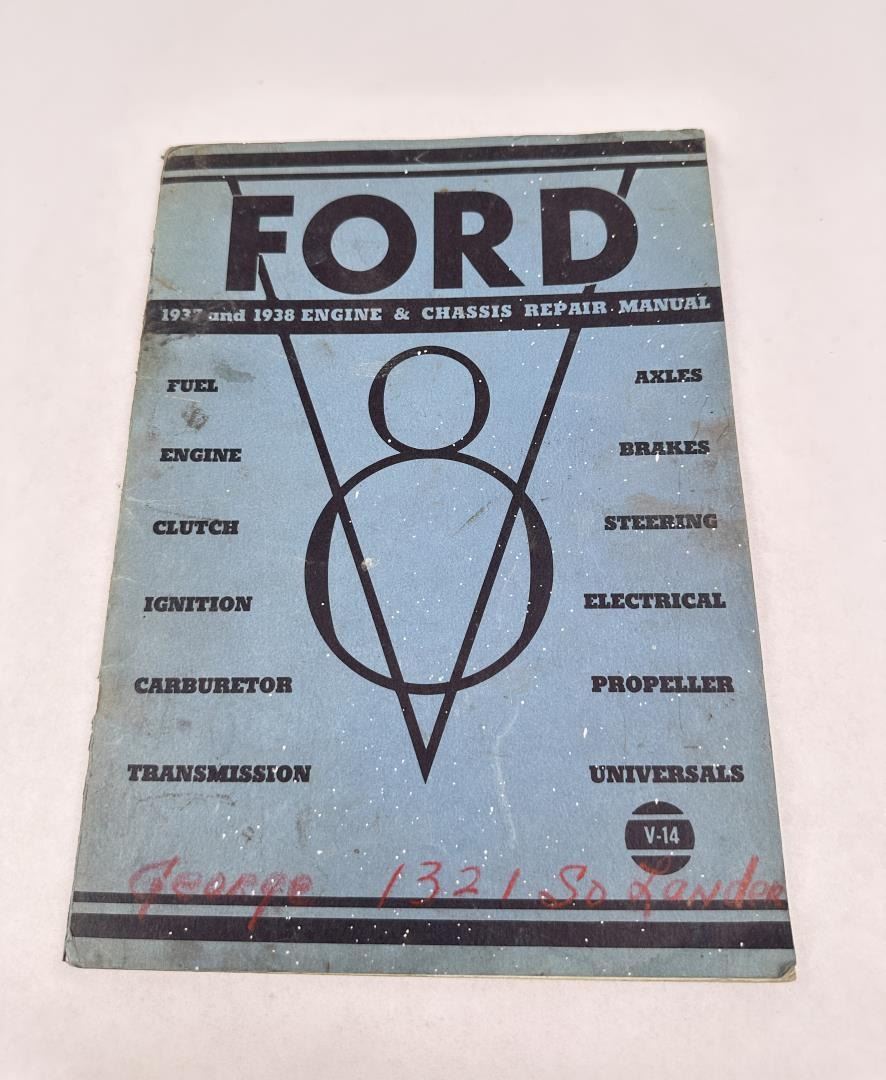 FORD
1937 and 1938 ENGINE & CHASSIS REPAIR MANUAL
8
V
FUEL
ENGINE
CLUTCH
IGNITION
CARBURETOR
TRANSMISSION
AXLES
BRAKES
STEERING
ELECTRICAL
PROPELLER
UNIVERSALS
V-14
George 1321 So Lander